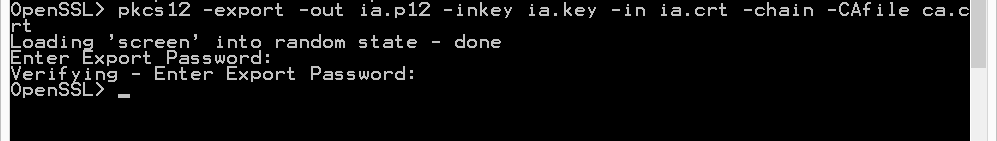 OpenSSL> pkcs12 -export -out ia.p12 -inkey ia.key -in ia.crt -chain -CAfile ca.c
rt
Loading 'screen' into random state - done
Enter Export Password:
Verifying - Enter Export Password:
OpenSSL> _